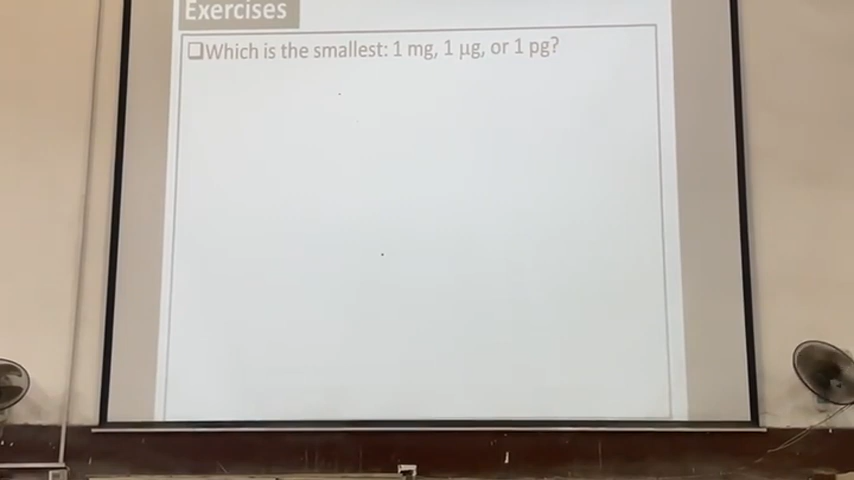 Exercises
❑Which is the smallest: 1 mg, 1 µg, or 1 pg?